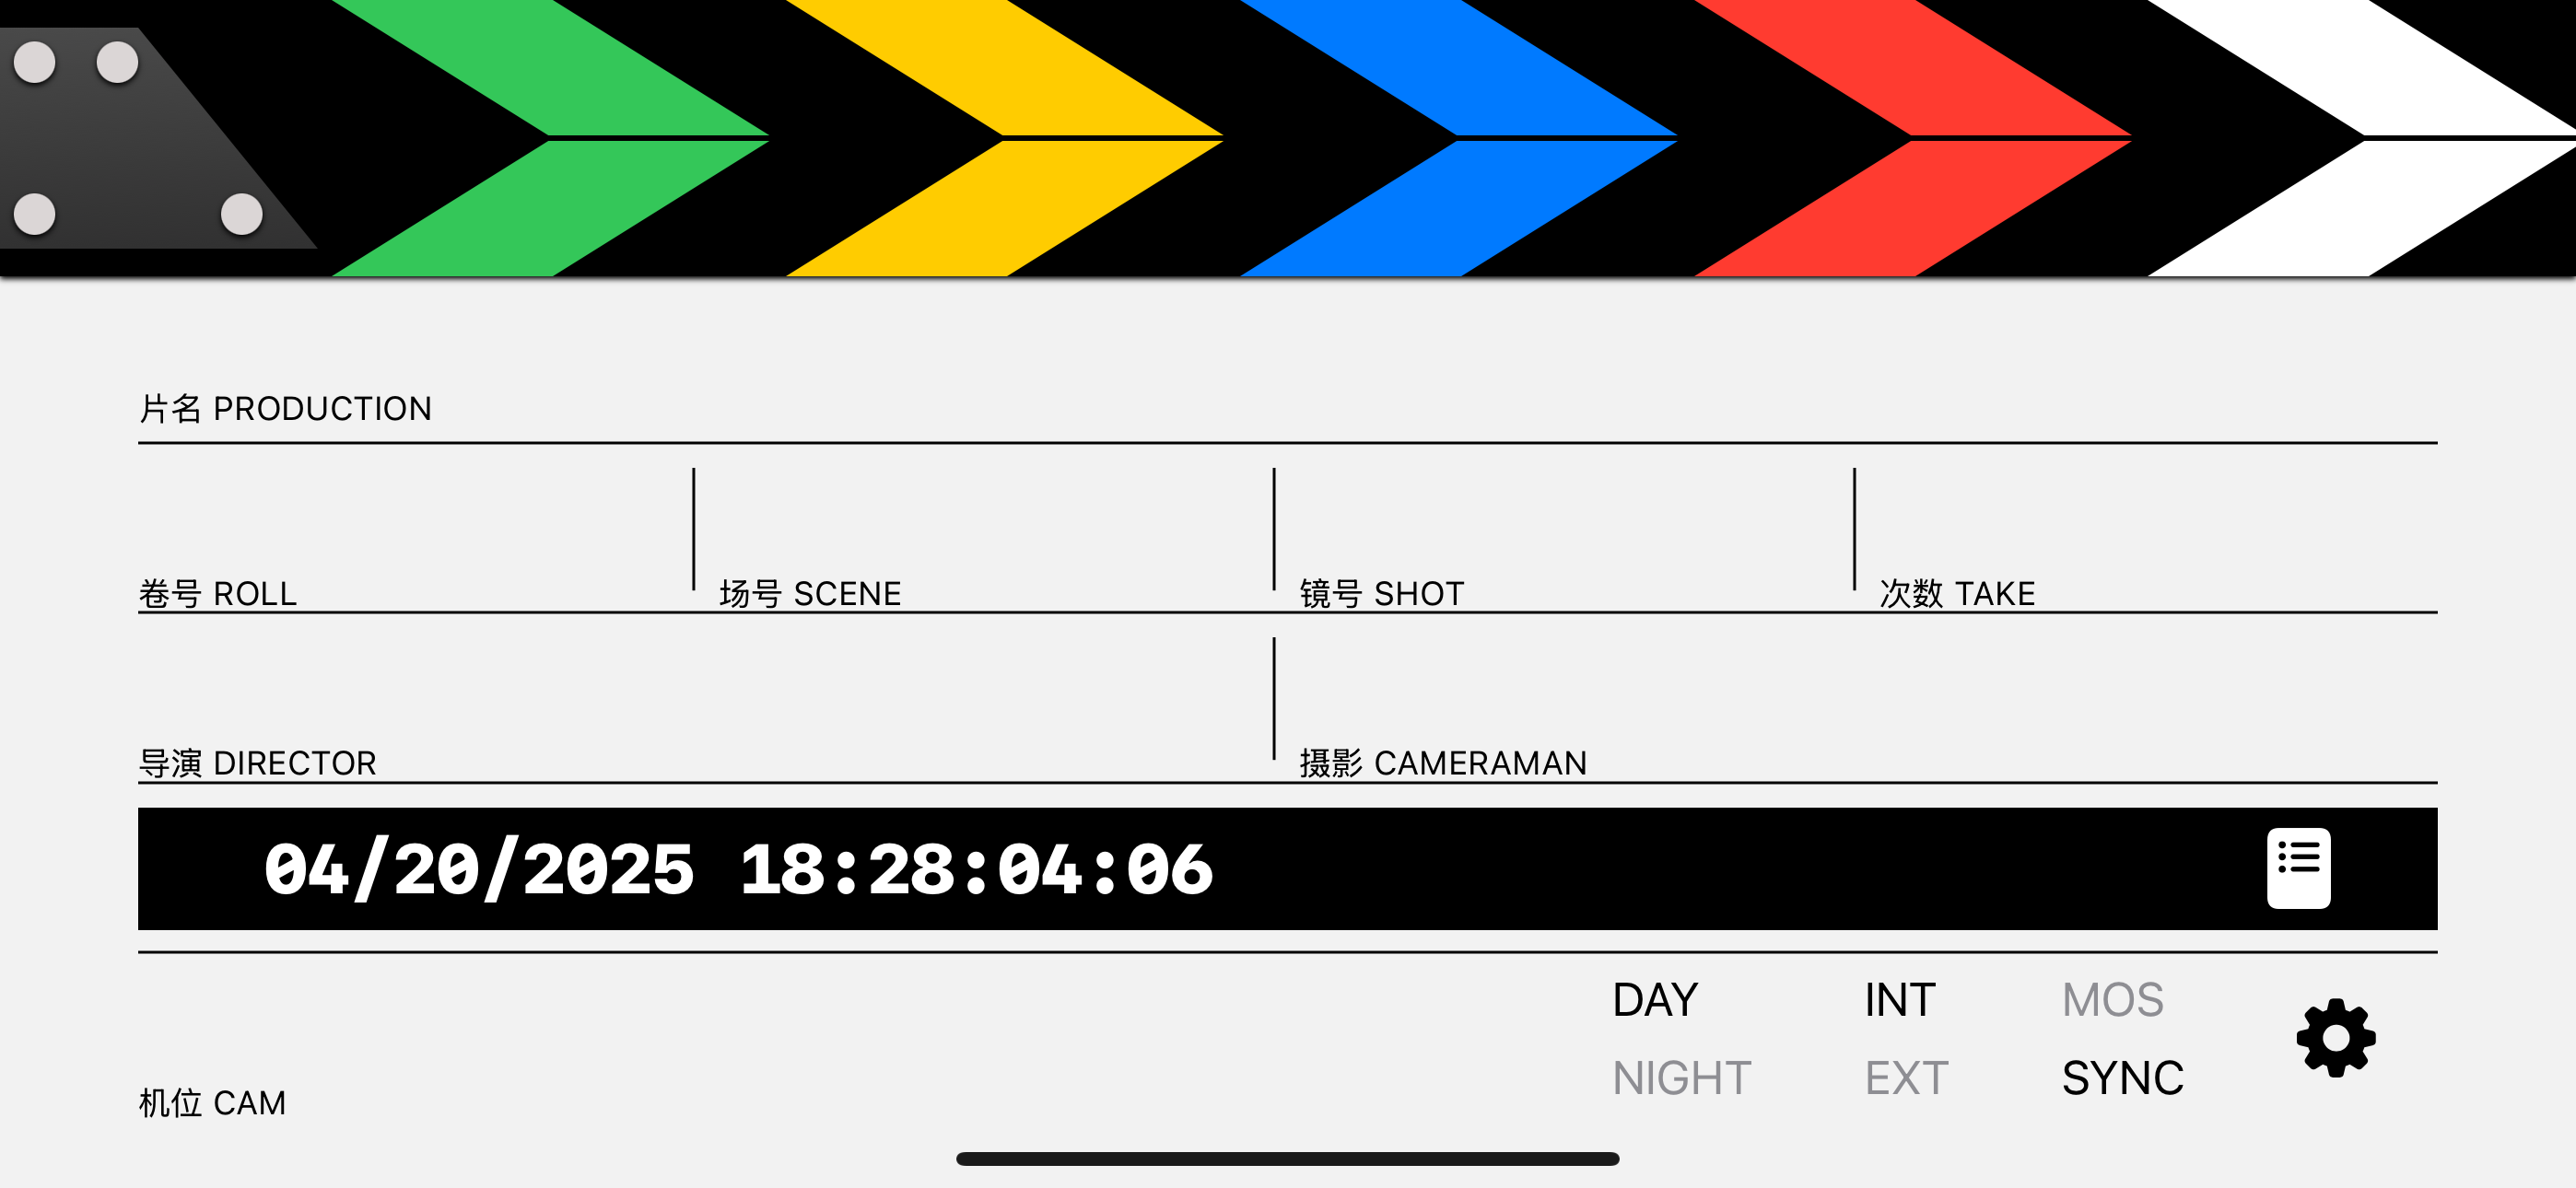 片名 PRODUCTION
卷号 ROLL 场号 SCENE 镜号 SHOT 次数 TAKE
导演 DIRECTOR 摄影 CAMERAMAN
04/20/2025 18:28:04:06
DAY INT MOS
NIGHT EXT SYNC
机位 CAM